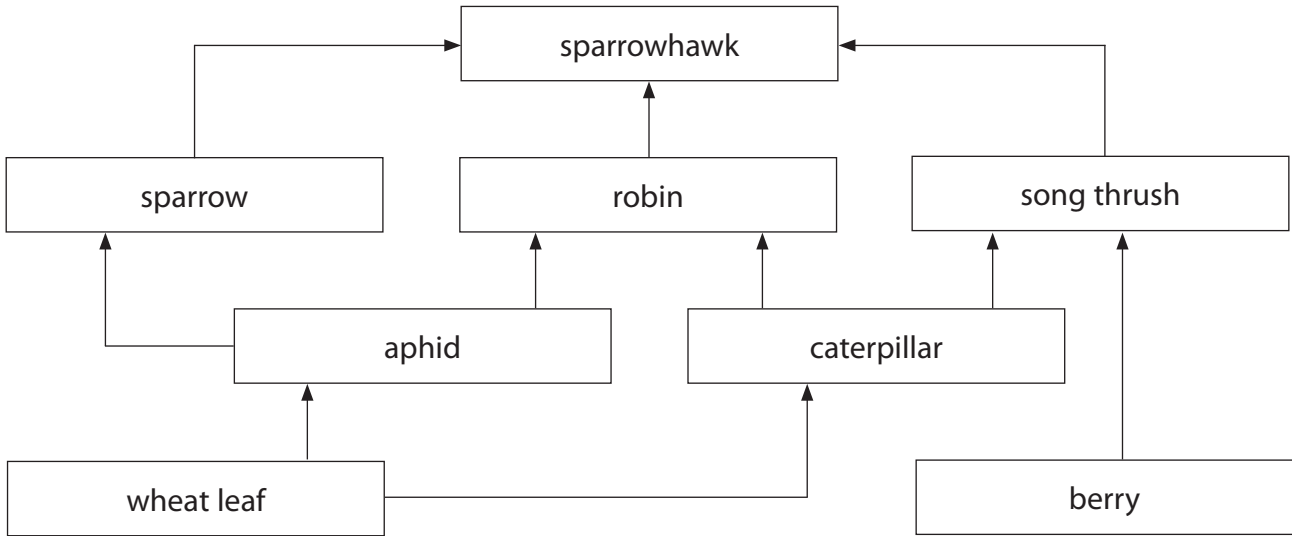 sparrowhawk
sparrow
robin
song thrush
aphid
caterpillar
wheat leaf
berry